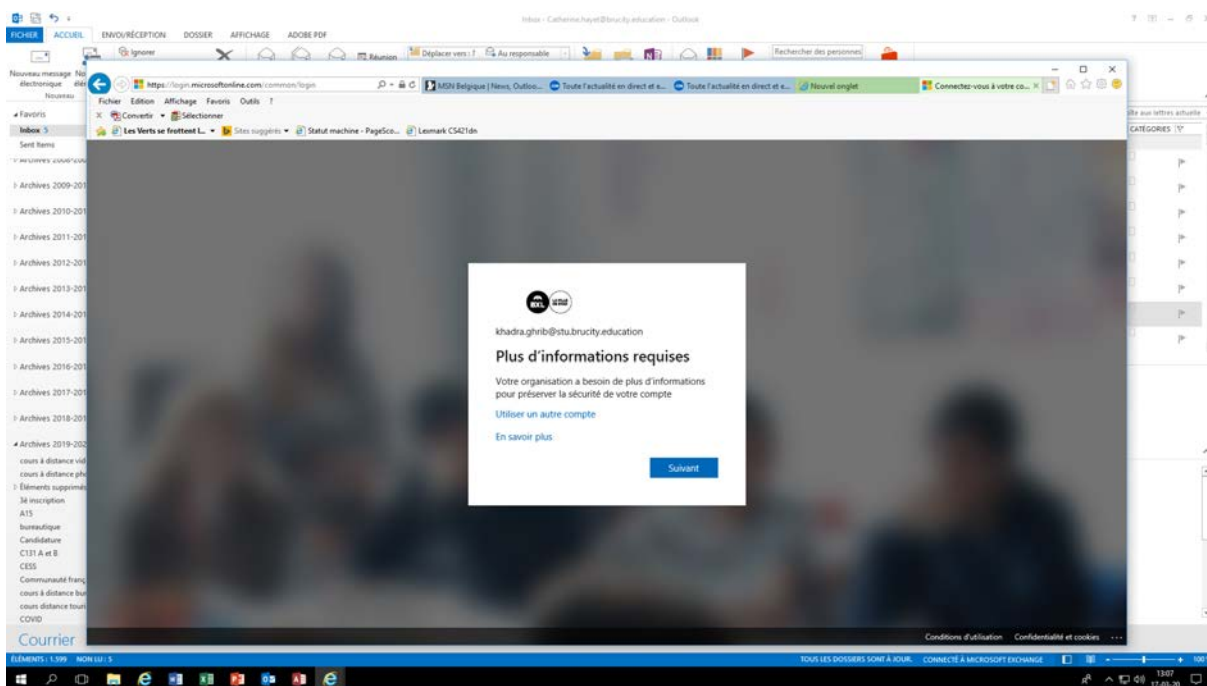 Inbox - Catherine.hayet@brucity.education - Outlook
FICHIER ACCUEIL ENVOI/RÉCEPTION DOSSIER AFFICHAGE ADOBE PDF
Ignorer
Réunion
Déplacer vers : ?
Au responsable
Rechercher des personnes
Nouveau message
électronique
Nouveau
https://login.microsoftonline.com/common/login
MSN Belgique | News, Outloo...
Toute l'actualité en direct et e...
Toute l'actualité en direct et e...
Nouvel onglet
Connectez-vous à votre co...
Fichier Edition Affichage Favoris Outils ?
Convertir
Sélectionner
Les Verts se frottent l...
Sites suggérés
Statut machine - PageSco...
Lexmark CS421dn
CATÉGORIES
Favoris
Inbox 5
Sent Items
Archives 2009-201
Archives 2010-201
Archives 2011-201
Archives 2012-201
Archives 2013-201
Archives 2014-201
Archives 2015-201
Archives 2016-201
Archives 2017-201
Archives 2018-201
Archives 2019-202
cours à distance vid
cours à distance pho
Éléments supprimés
3è inscription
A15
bureautique
Candidature
C131 A et B
CESS
Communauté franç
cours à distance bur
cours distance touri
COVID
BXL
khadra.ghrib@stu.brucity.education
Plus d'informations requises
Votre organisation a besoin de plus d'informations
pour préserver la sécurité de votre compte
Utiliser un autre compte
En savoir plus
Suivant
Conditions d'utilisation Confidentialité et cookies ...
Courrier
ÉLÉMENTS : 1.599 NON LU : 5
TOUS LES DOSSIERS SONT À JOUR. CONNECTÉ À MICROSOFT EXCHANGE
100
13:07
17-03-20